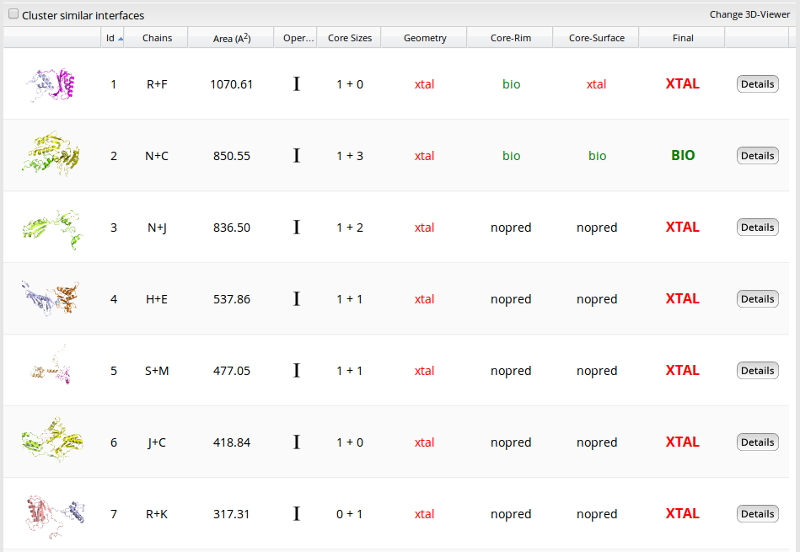 Cluster similar interfaces Change 3D-Viewer
Id Chains Area (Å²) Oper... Core Sizes Geometry Core-Rim Core-Surface Final
1 R+F 1070.61 I 1 + 0 xtal bio xtal XTAL Details
2 N+C 850.55 I 1 + 3 xtal bio bio BIO Details
3 N+J 836.50 I 1 + 2 xtal nopred nopred XTAL Details
4 H+E 537.86 I 1 + 1 xtal nopred nopred XTAL Details
5 S+M 477.05 I 1 + 1 xtal nopred nopred XTAL Details
6 J+C 418.84 I 1 + 0 xtal nopred nopred XTAL Details
7 R+K 317.31 I 0 + 1 xtal nopred nopred XTAL Details